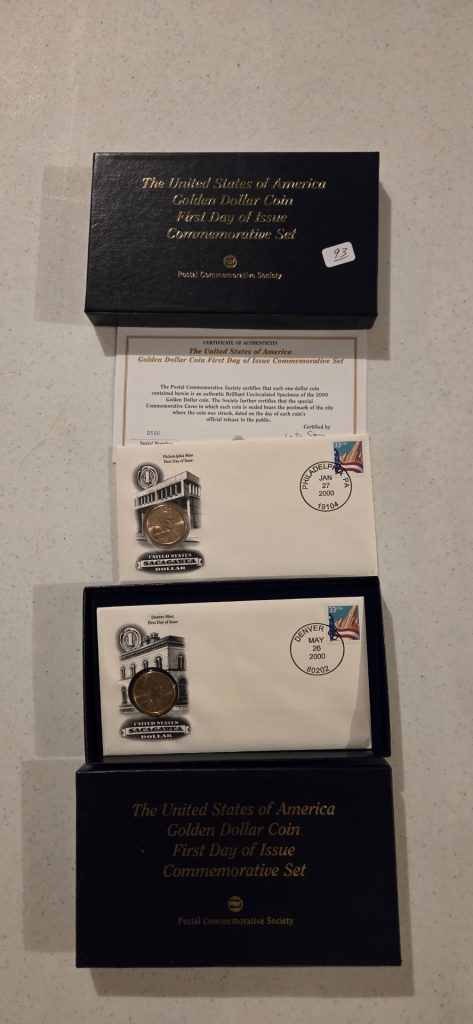 The United States of America
Golden Dollar Coin
First Day of Issue
Commemorative Set
93
Postal Commemorative Society
CERTIFICATE OF AUTHENTICITY
The United States of America
Golden Dollar Coin First Day of Issue Commemorative Set
The Postal Commemorative Society certifies that each one-dollar coin
contained herein is an authentic Brilliant Uncirculated Specimen of the 2000
Golden Dollar coin. The Society further certifies that the special
Commemorative Cover in which each coin is sealed bears the postmark of the city
where the coin was struck, dated on the day of each coin's
official release to the public.
Certified by
Serial Number
Philadelphia Mint
First Day of Issue
33
PHILADELPHIA PA
JAN
27
2000
19104
UNITED STATES
SACAGAWEA
DOLLAR
Denver Mint
First Day of Issue
33 USA
DENVER
MAY
26
2000
80202
UNITED STATES
SACAGAWEA
DOLLAR
The United States of America
Golden Dollar Coin
First Day of Issue
Commemorative Set
Postal Commemorative Society